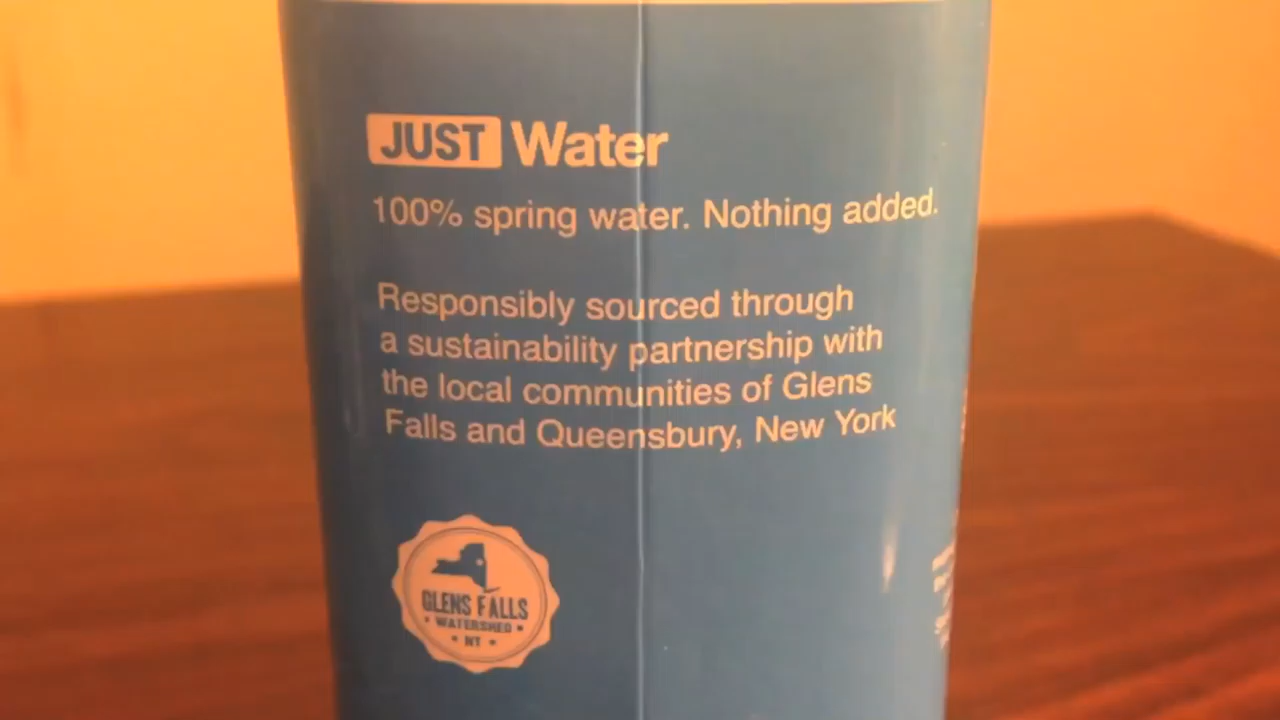 JUST Water
100% spring water. Nothing added.
Responsibly sourced through
a sustainability partnership with
the local communities of Glens
Falls and Queensbury, New York
GLENS FALLS
WATERSHED
NY